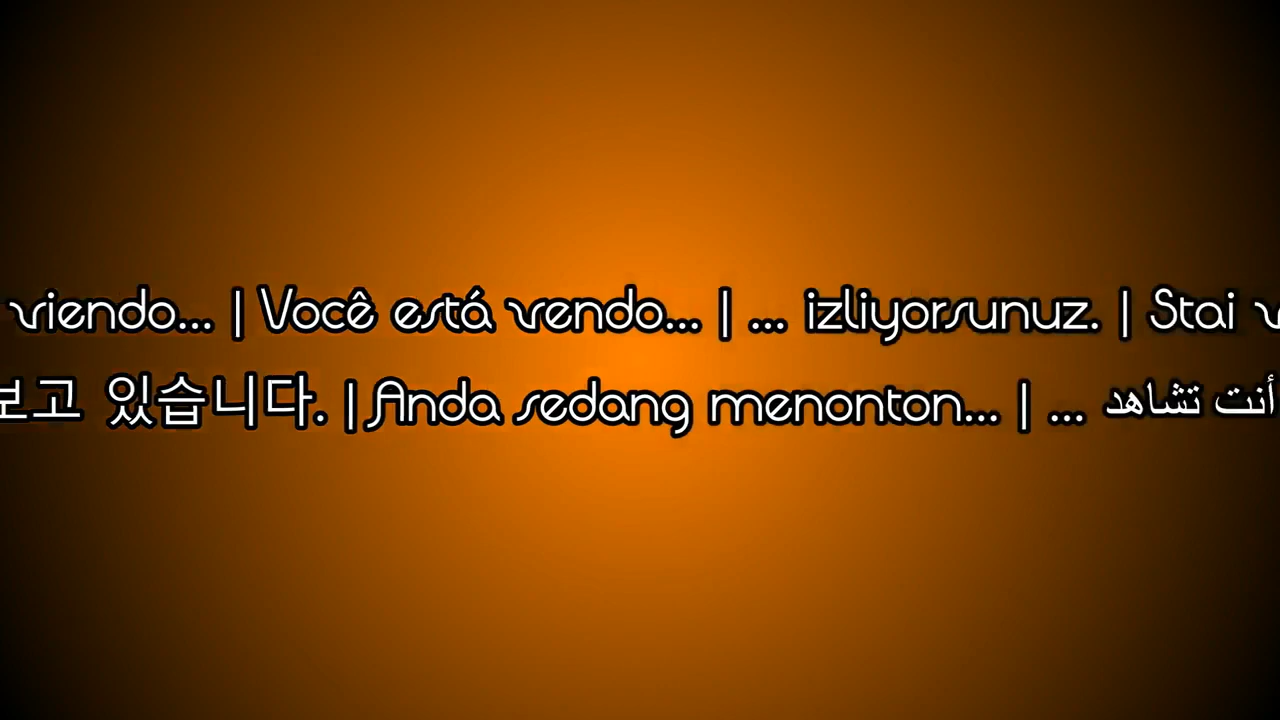 viendo... | Você está vendo... | ... izliyorsunuz. | Stai
보고 있습니다. | Anda sedang menonton... | ... أنت تشاهد